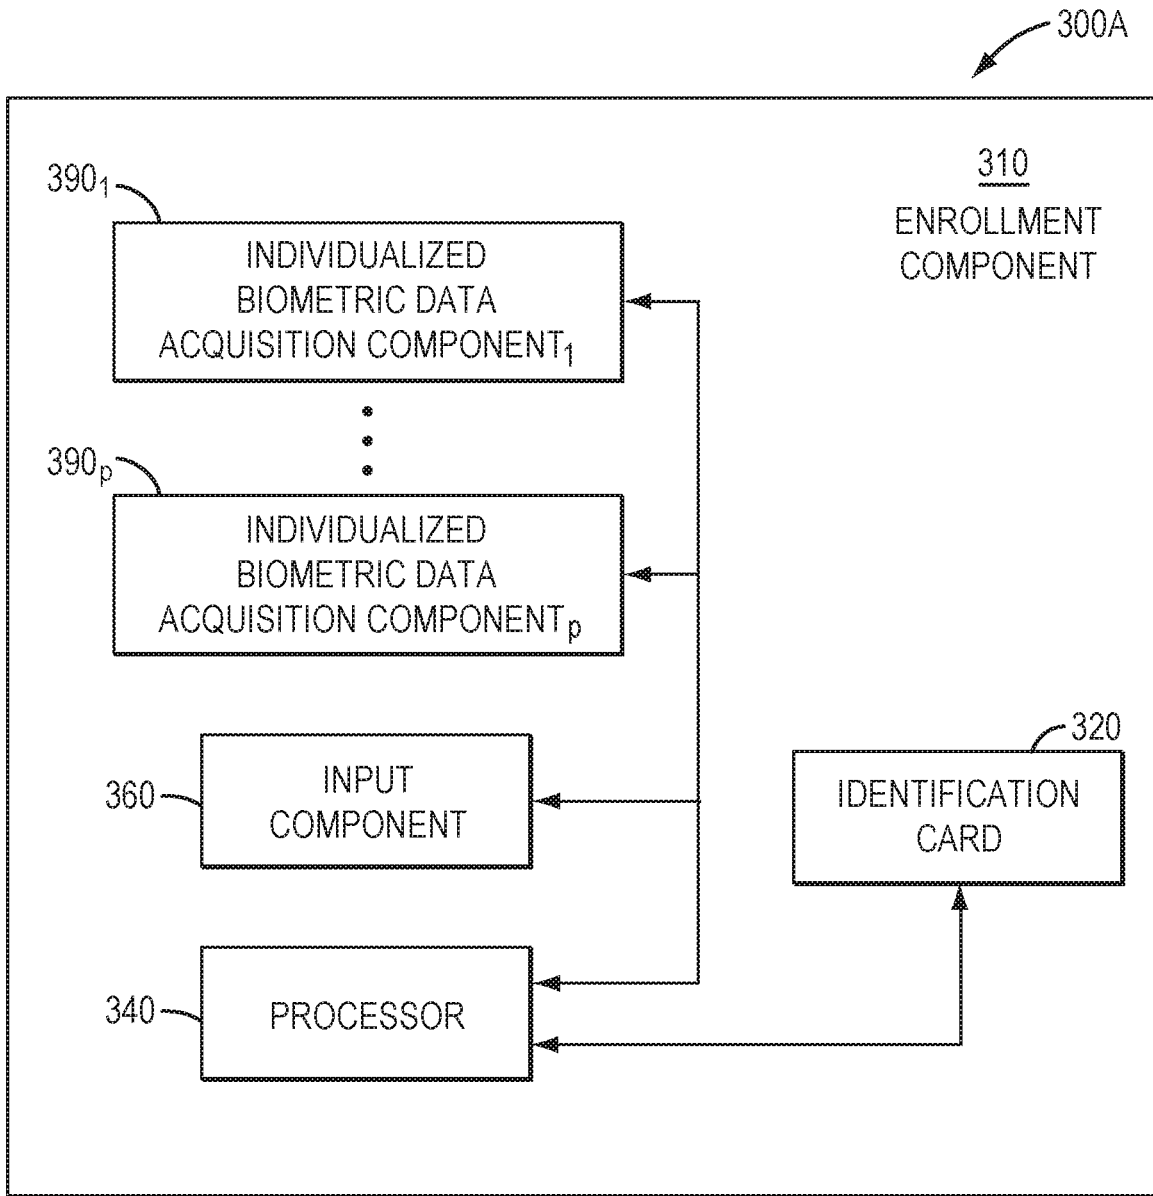 300A
310
ENROLLMENT
COMPONENT
390₁
INDIVIDUALIZED
BIOMETRIC DATA
ACQUISITION COMPONENT₁
390ₚ
INDIVIDUALIZED
BIOMETRIC DATA
ACQUISITION COMPONENTₚ
360
INPUT
COMPONENT
320
IDENTIFICATION
CARD
340
PROCESSOR